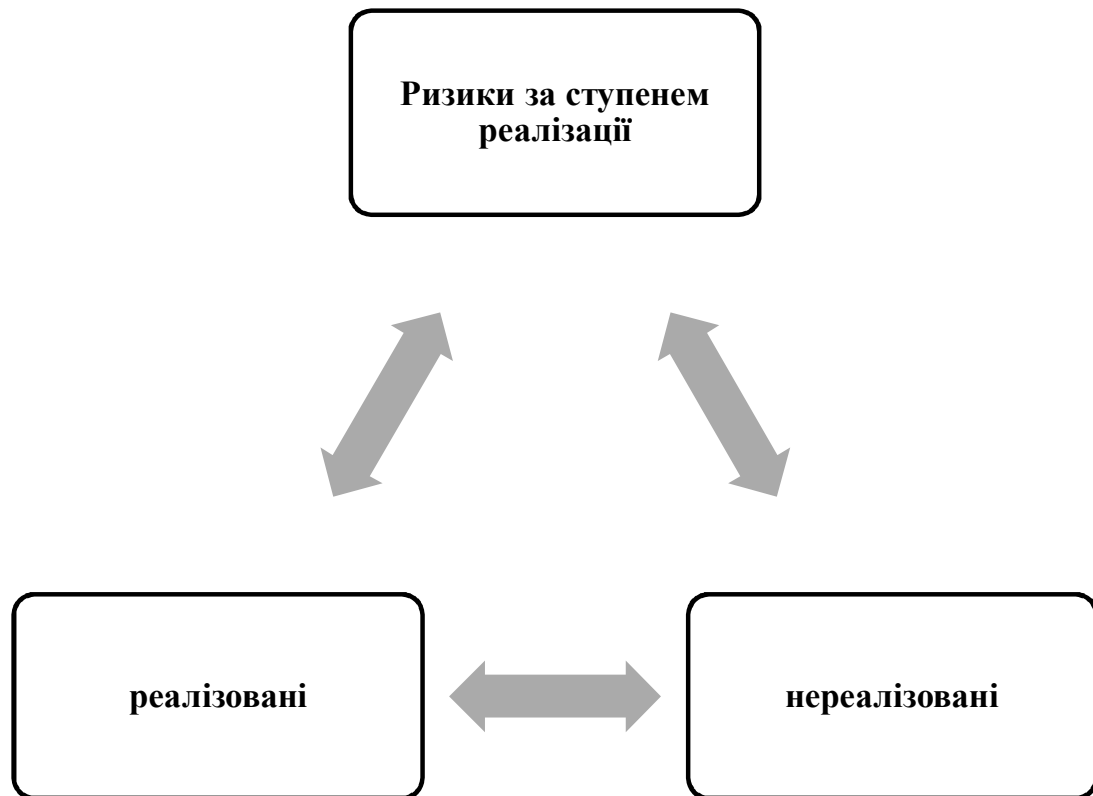 Ризики за ступенем
реалізації
реалізовані
нереалізовані